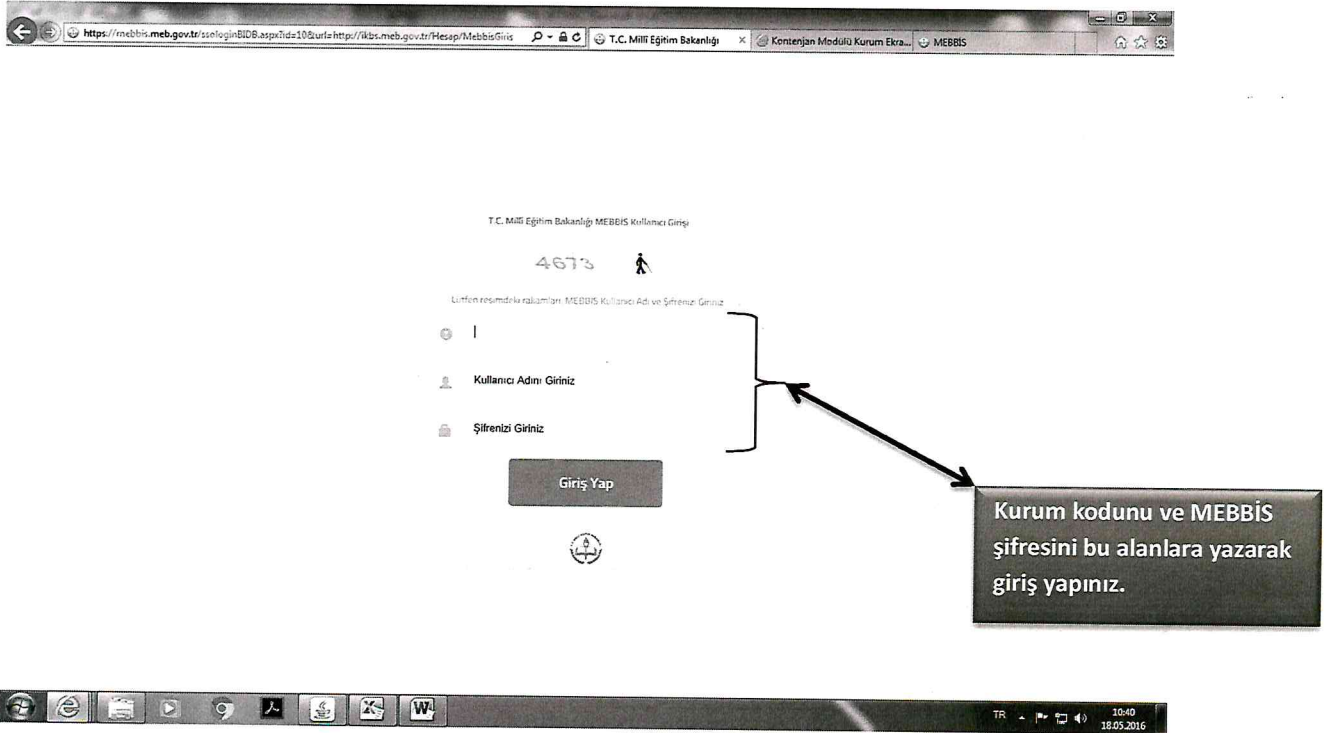 https://mebbis.meb.gov.tr/ssologinBIDB.aspx?id=10&url=http://ikbs.meb.gov.tr/Hesap/MebbisGiris
T.C. Millî Eğitim Bakanlığı
Kontenjan Modülü Kurum Ekra...
MEBBİS
T.C. Millî Eğitim Bakanlığı MEBBİS Kullanıcı Girişi
4673
Lütfen resimdeki rakamları, MEBBİS Kullanıcı Adı ve Şifrenizi Giriniz
Kullanıcı Adını Giriniz
Şifrenizi Giriniz
Giriş Yap
Kurum kodunu ve MEBBİS
şifresini bu alanlara yazarak
giriş yapınız.
TR
10:40
18.05.2016